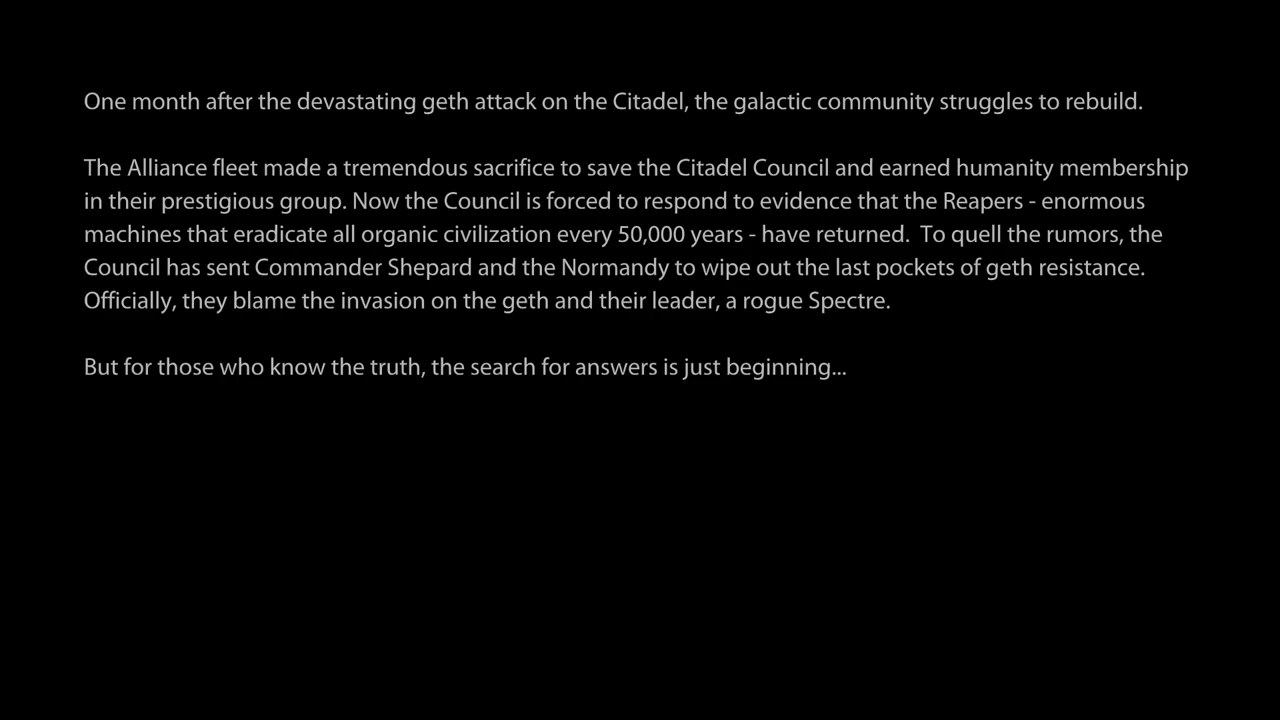 One month after the devastating geth attack on the Citadel, the galactic community struggles to rebuild.
The Alliance fleet made a tremendous sacrifice to save the Citadel Council and earned humanity membership
in their prestigious group. Now the Council is forced to respond to evidence that the Reapers - enormous
machines that eradicate all organic civilization every 50,000 years - have returned.  To quell the rumors, the
Council has sent Commander Shepard and the Normandy to wipe out the last pockets of geth resistance.
Officially, they blame the invasion on the geth and their leader, a rogue Spectre.
But for those who know the truth, the search for answers is just beginning...